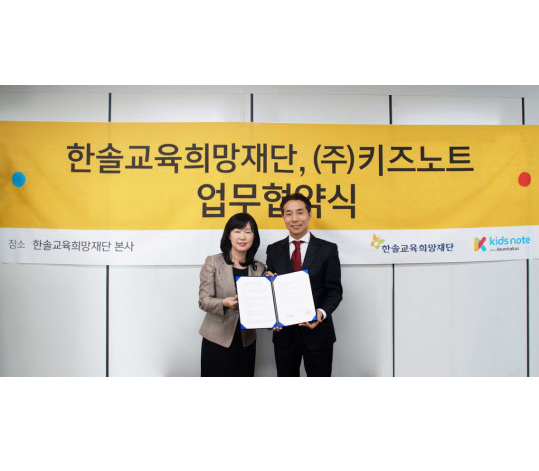 한솔교육희망재단, (주)키즈노트
업무협약식
장소 한솔교육희망재단 본사
한솔교육희망재단
kids note